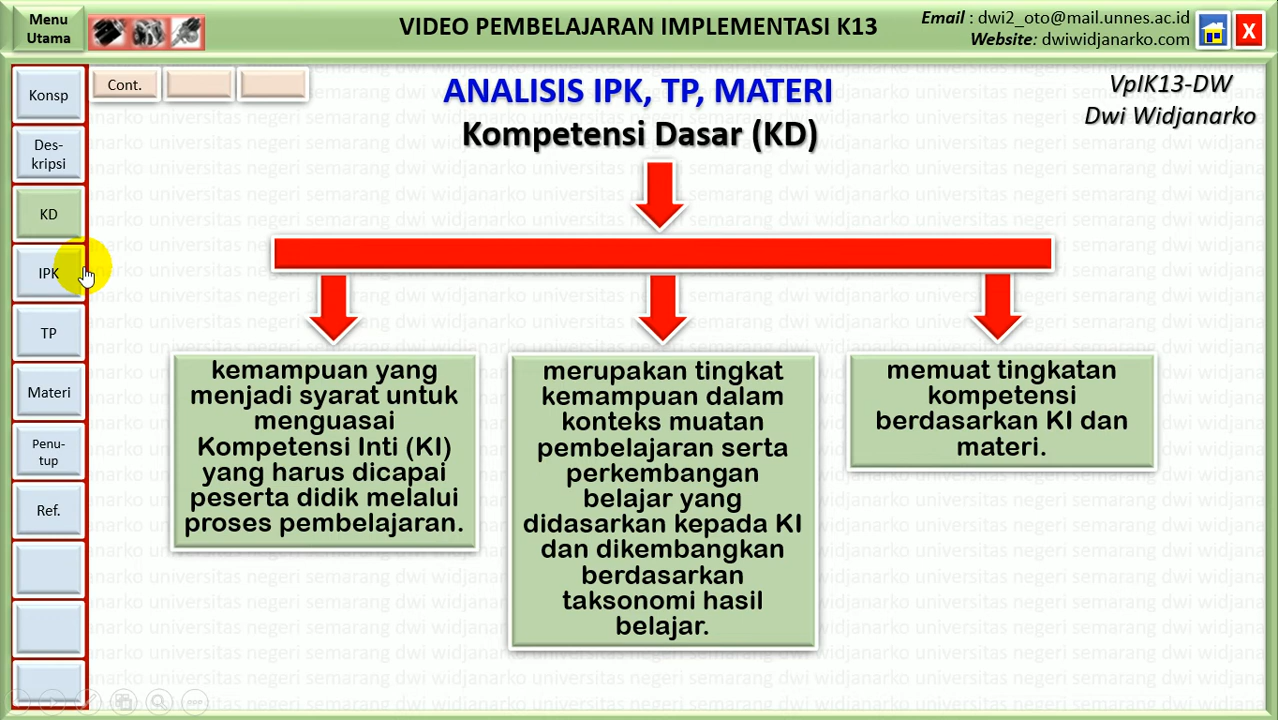 Menu
Utama
VIDEO PEMBELAJARAN IMPLEMENTASI K13
Email : dwi2_oto@mail.unnes.ac.id
Website: dwiwidjanarko.com
X
Konsp
Des-
kripsi
KD
IPK
TP
Materi
Penu-
tup
Ref.
Cont.
ANALISIS IPK, TP, MATERI
Kompetensi Dasar (KD)
VpIK13-DW
Dwi Widjanarko
kemampuan yang
menjadi syarat untuk
menguasai
Kompetensi Inti (KI)
yang harus dicapai
peserta didik melalui
proses pembelajaran.
merupakan tingkat
kemampuan dalam
konteks muatan
pembelajaran serta
perkembangan
belajar yang
didasarkan kepada KI
dan dikembangkan
berdasarkan
taksonomi hasil
belajar.
memuat tingkatan
kompetensi
berdasarkan KI dan
materi.